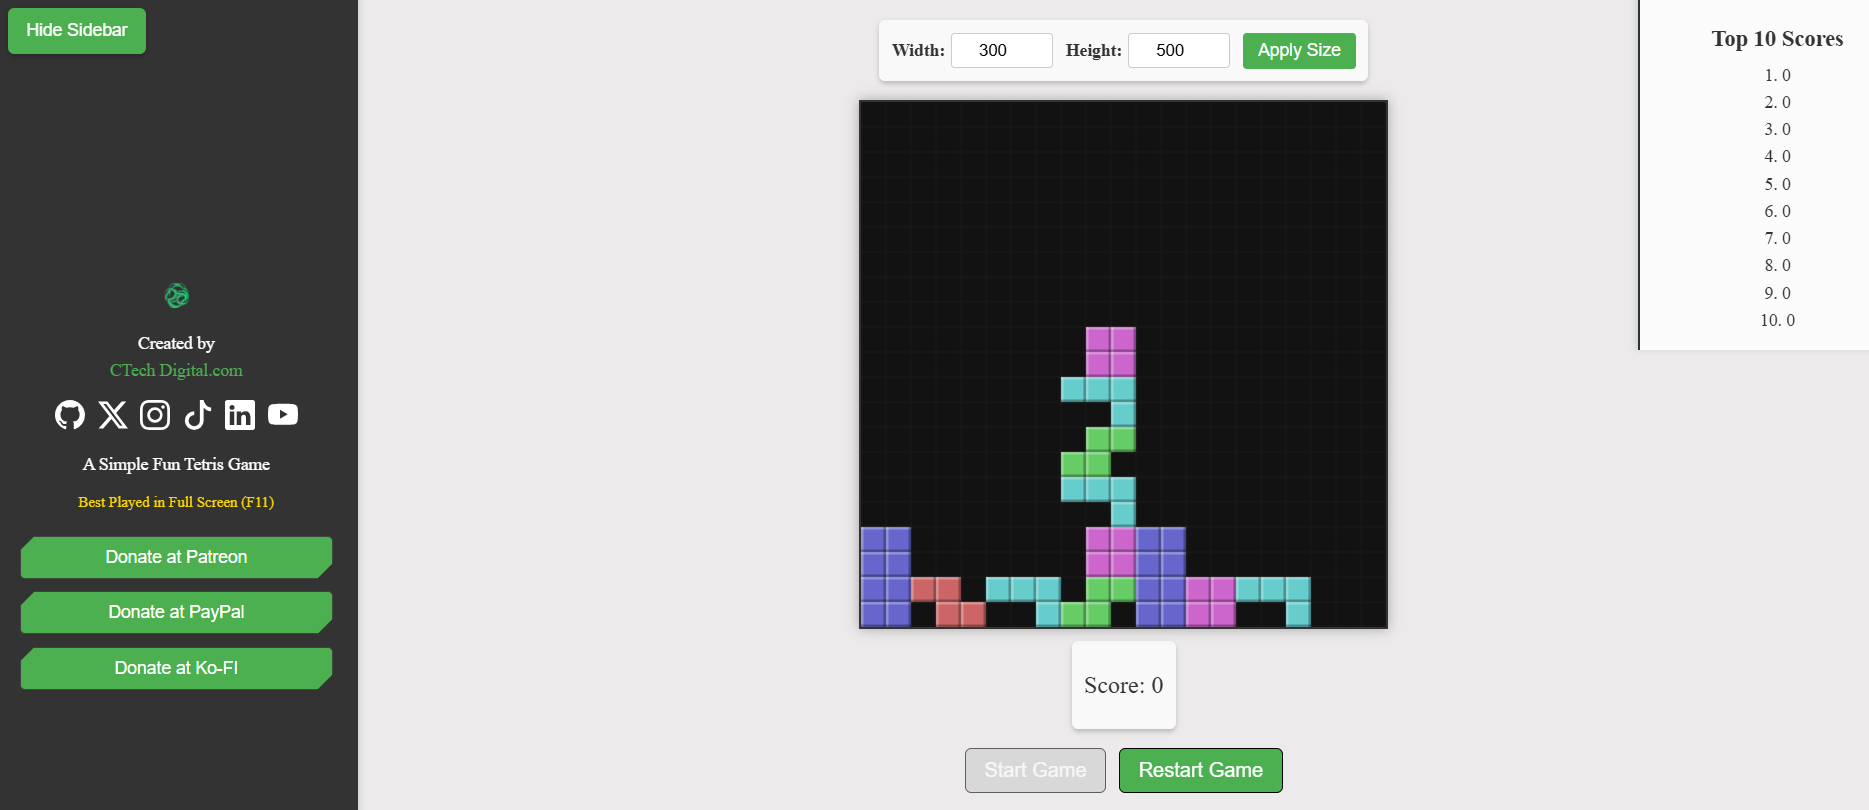 Hide Sidebar
Created by
CTech Digital.com
A Simple Fun Tetris Game
Best Played in Full Screen (F11)
Donate at Patreon
Donate at PayPal
Donate at Ko-FI
Width: 300 Height: 500 Apply Size
Score: 0
Start Game Restart Game
Top 10 Scores
1. 0
2. 0
3. 0
4. 0
5. 0
6. 0
7. 0
8. 0
9. 0
10. 0